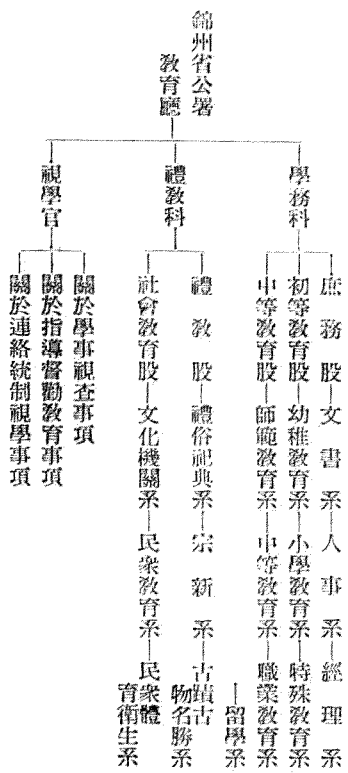 錦州省公署
教育廳
學務科
庶務股—文書系—人事系—經理系
初等教育股—幼稚教育系—小學教育系—特殊教育系
中等教育股—師範教育系—中等教育系—職業教育系
—留學系
禮教科
禮教股—禮俗祀典系—宗新系—古蹟古
物名勝系
社會教育股—文化機關系—民衆教育系—民衆體
育衛生系
視學官
關於學事視查事項
關於指導督勸教育事項
關於連絡統制視學事項